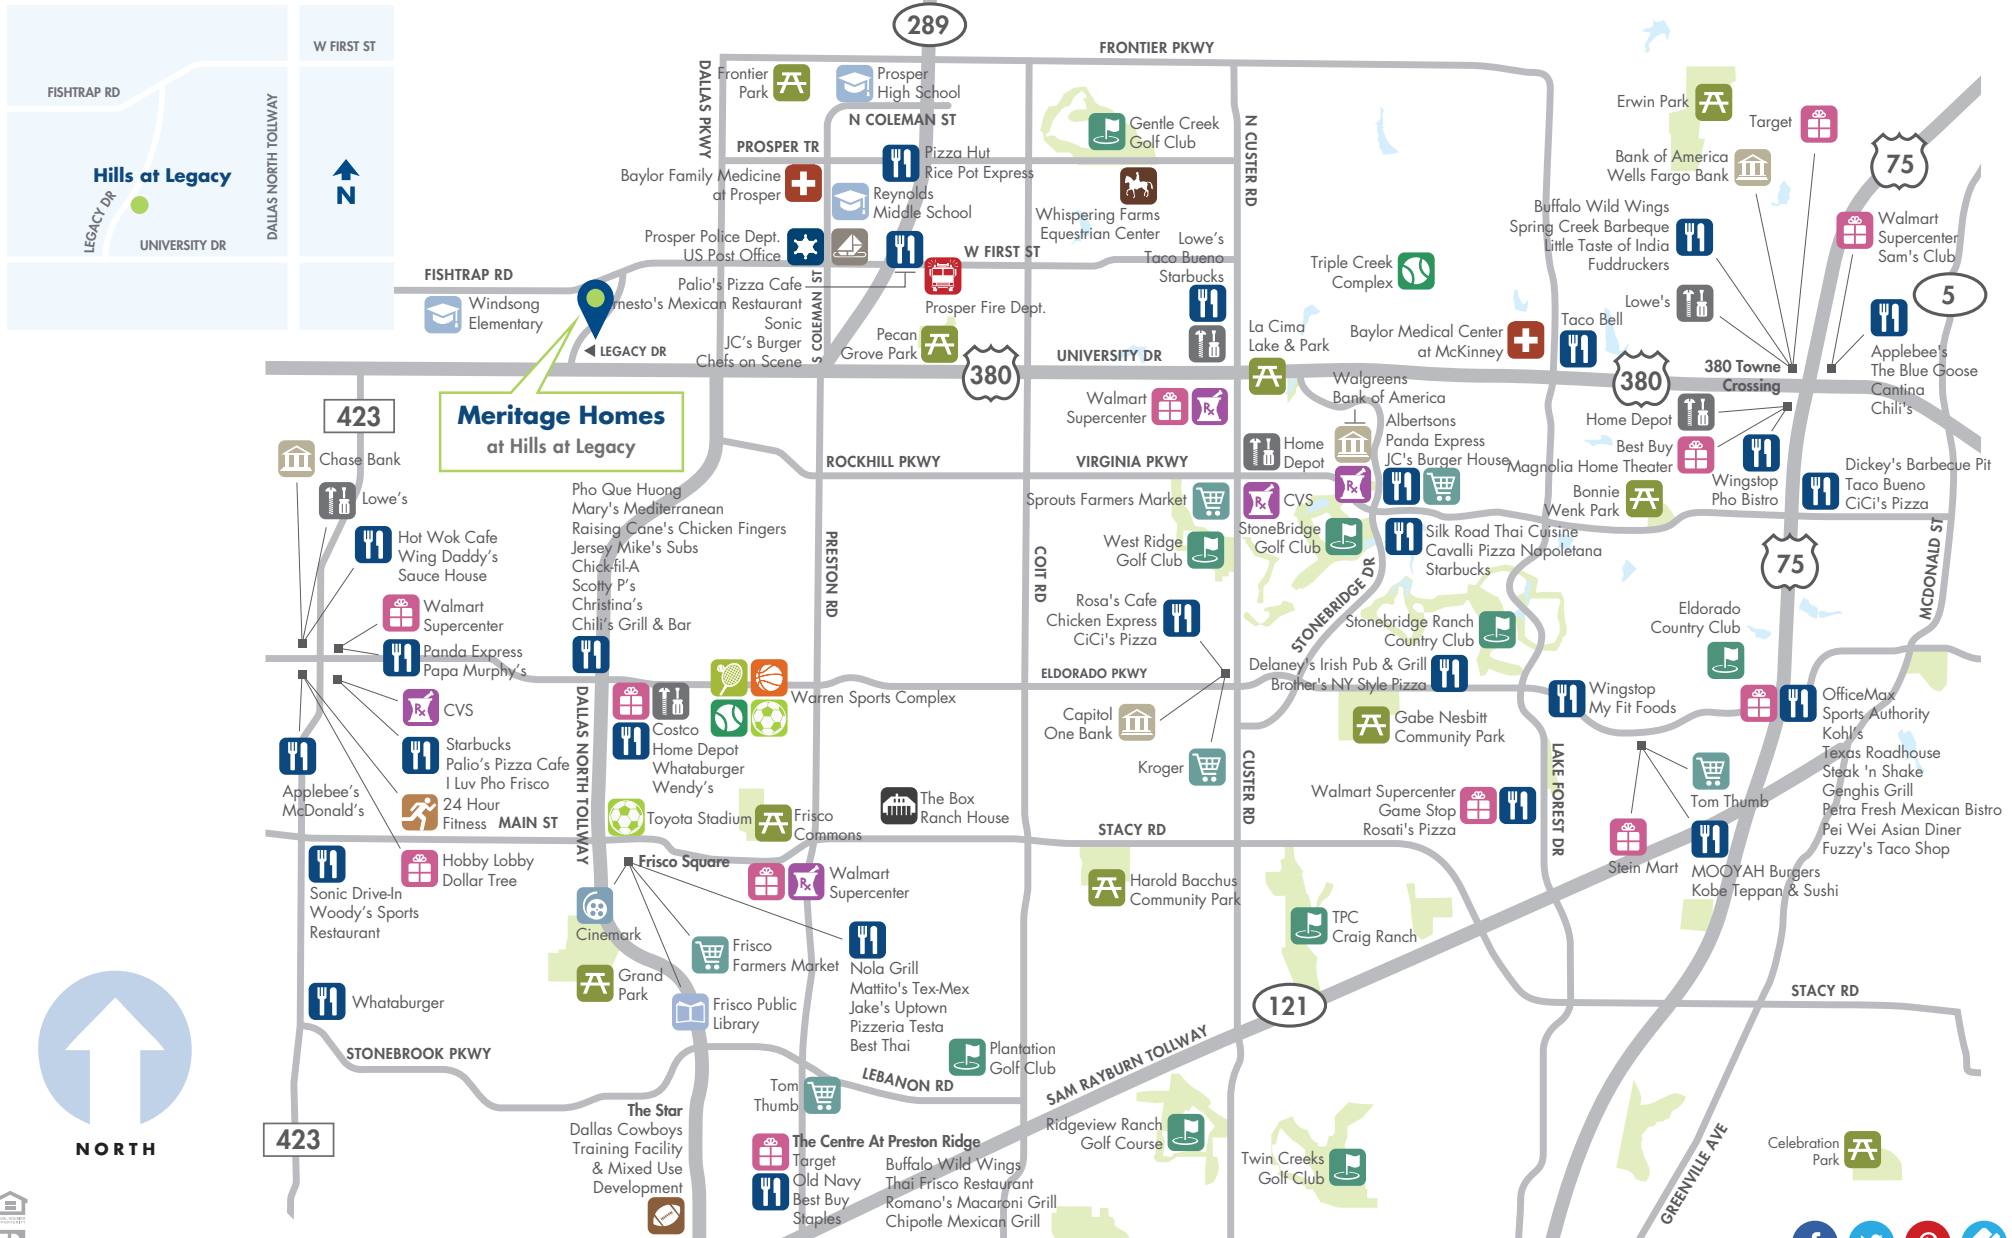 W FIRST ST
FISHTRAP RD
DALLAS NORTH TOLLWAY
Hills at Legacy
LEGACY DR
UNIVERSITY DR
N
289
FRONTIER PKWY
DALLAS PKWY
Frontier
Park
Prosper
High School
N COLEMAN ST
PROSPER TR
Pizza Hut
Rice Pot Express
Baylor Family Medicine
at Prosper
Reynolds
Middle School
Prosper Police Dept.
US Post Office
W FIRST ST
Gentle Creek
Golf Club
N CUSTER RD
Whispering Farms
Equestrian Center
Lowe's
Taco Bueno
Starbucks
Triple Creek
Complex
Erwin Park
Target
Bank of America
Wells Fargo Bank
75
Buffalo Wild Wings
Spring Creek Barbeque
Little Taste of India
Fuddruckers
Walmart
Supercenter
Sam's Club
5
Lowe's
FISHTRAP RD
Windsong
Elementary
LEGACY DR
Palio's Pizza Cafe
rnesto's Mexican Restaurant
Sonic
JC's Burger
Chefs on Scene
S COLEMAN ST
Prosper Fire Dept.
Pecan
Grove Park
380
UNIVERSITY DR
La Cima
Lake & Park
Baylor Medical Center
at McKinney
Taco Bell
380
380 Towne
Crossing
Applebee's
The Blue Goose
Cantina
Chili's
Meritage Homes
at Hills at Legacy
423
Chase Bank
Lowe's
Hot Wok Cafe
Wing Daddy's
Sauce House
Walmart
Supercenter
Panda Express
Papa Murphy's
CVS
Starbucks
Palio's Pizza Cafe
I Luv Pho Frisco
24 Hour
Fitness
MAIN ST
Applebee's
McDonald's
Hobby Lobby
Dollar Tree
Sonic Drive-In
Woody's Sports
Restaurant
Whataburger
STONEBROOK PKWY
423
NORTH
Pho Que Huong
Mary's Mediterranean
Raising Cane's Chicken Fingers
Jersey Mike's Subs
Chick-fil-A
Scotty P's
Christina's
Chili's Grill & Bar
DALLAS NORTH TOLLWAY
ROCKHILL PKWY
PRESTON RD
Warren Sports Complex
Costco
Home Depot
Whataburger
Wendy's
Toyota Stadium
Frisco
Commons
The Box
Ranch House
Frisco Square
Walmart
Supercenter
Cinemark
Grand
Park
Frisco
Farmers Market
Frisco Public
Library
Nola Grill
Mattito's Tex-Mex
Jake's Uptown
Pizzeria Testa
Best Thai
Plantation
Golf Club
LEBANON RD
Tom
Thumb
The Star
Dallas Cowboys
Training Facility
& Mixed Use
Development
The Centre At Preston Ridge
Target
Old Navy
Best Buy
Staples
Buffalo Wild Wings
Thai Frisco Restaurant
Romano's Macaroni Grill
Chipotle Mexican Grill
Walmart
Supercenter
Rx
VIRGINIA PKWY
Home
Depot
Walgreens
Bank of America
Albertsons
Panda Express
JC's Burger House
Sprouts Farmers Market
CVS
StoneBridge
Golf Club
West Ridge
Golf Club
Silk Road Thai Cuisine
Cavalli Pizza Napoletana
Starbucks
COIT RD
Rosa's Cafe
Chicken Express
CiCi's Pizza
STONEBRIDGE DR
Stonebridge Ranch
Country Club
ELDORADO PKWY
Delaney's Irish Pub & Grill
Brother's NY Style Pizza
Capitol
One Bank
Kroger
CUSTER RD
Gabe Nesbitt
Community Park
Walmart Supercenter
Game Stop
Rosati's Pizza
STACY RD
Harold Bacchus
Community Park
TPC
Craig Ranch
121
SAM RAYBURN TOLLWAY
Ridgeview Ranch
Golf Course
Twin Creeks
Golf Club
Home Depot
Best Buy
Magnolia Home Theater
Wingstop
Pho Bistro
Bonnie
Wenk Park
Dickey's Barbecue Pit
Taco Bueno
CiCi's Pizza
75
MCDONALD ST
Eldorado
Country Club
Wingstop
My Fit Foods
LAKE FOREST DR
OfficeMax
Sports Authority
Kohl's
Texas Roadhouse
Steak 'n Shake
Genghis Grill
Petra Fresh Mexican Bistro
Pei Wei Asian Diner
Fuzzy's Taco Shop
Tom Thumb
Stein Mart
MOOYAH Burgers
Kobe Teppan & Sushi
STACY RD
GREENVILLE AVE
Celebration
Park